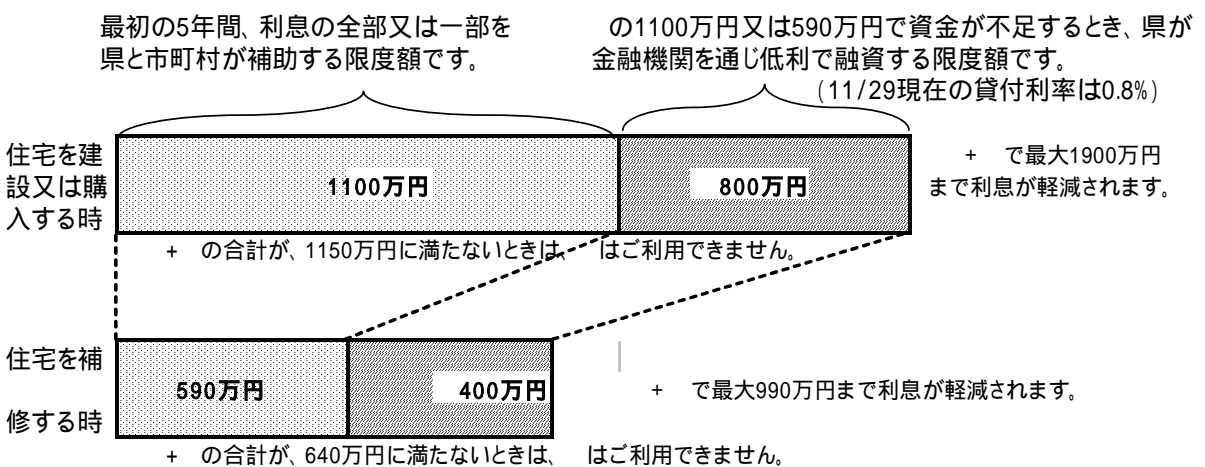 最初の5年間、利息の全部又は一部を
県と市町村が補助する限度額です。
の1100万円又は590万円で資金が不足するとき、県が
金融機関を通じ低利で融資する限度額です。
(11/29現在の貸付利率は0.8%)
住宅を建
設又は購
入する時
1100万円
800万円
+ で最大1900万円
まで利息が軽減されます。
+ の合計が、1150万円に満たないときは、 はご利用できません。
住宅を補
修する時
590万円
400万円
+ で最大990万円まで利息が軽減されます。
+ の合計が、640万円に満たないときは、 はご利用できません。